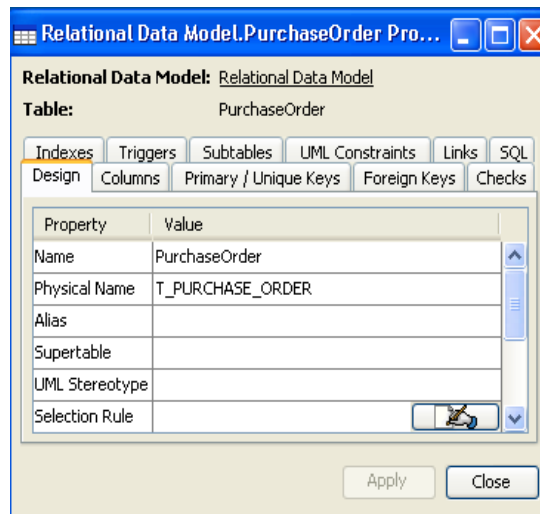 Relational Data Model.PurchaseOrder Pro...
Relational Data Model: Relational Data Model
Table: PurchaseOrder
Indexes Triggers Subtables UML Constraints Links SQL
Design Columns Primary / Unique Keys Foreign Keys Checks
Property Value
Name PurchaseOrder
Physical Name T_PURCHASE_ORDER
Alias
Supertable
UML Stereotype
Selection Rule
Apply Close